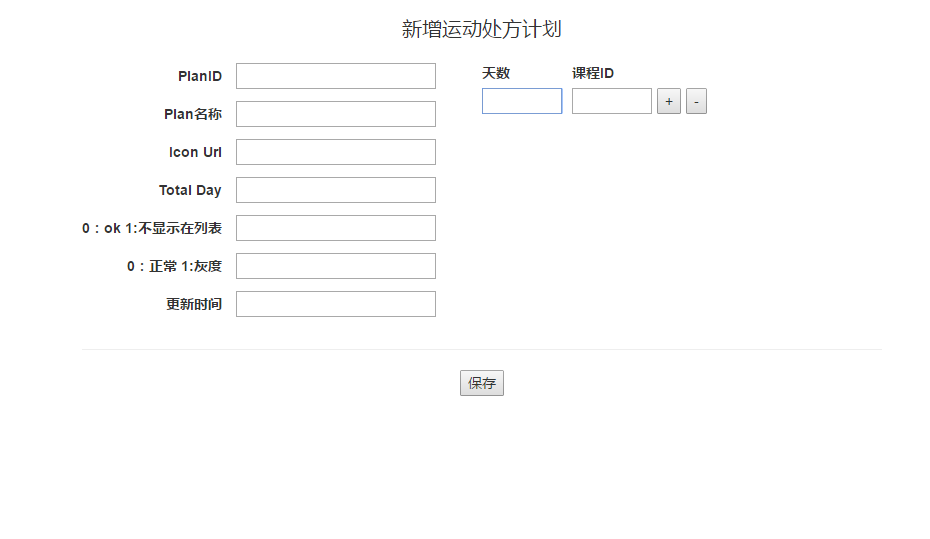 新增运动处方计划
PlanID
Plan名称
Icon Url
Total Day
0：ok 1:不显示在列表
0：正常 1:灰度
更新时间
天数 课程ID
+ -
保存